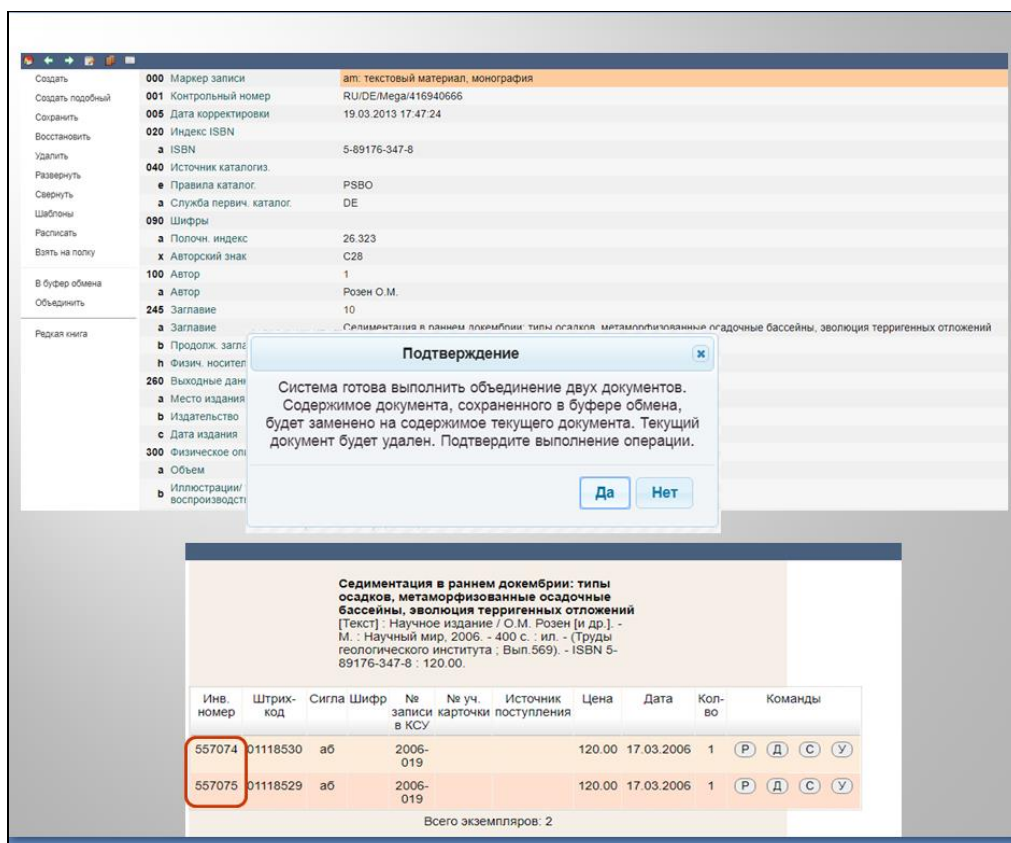 Создать
Создать подобный
Сохранить
Восстановить
Удалить
Развернуть
Свернуть
Шаблоны
Расписать
Взять на полку
В буфер обмена
Объединить
Редкая книга
000 Маркер записи am: текстовый материал, монография
001 Контрольный номер RU/DE/Mega/416940666
005 Дата корректировки 19.03.2013 17:47:24
020 Индекс ISBN
a ISBN 5-89176-347-8
040 Источник каталогиз.
e Правила каталог. PSBO
a Служба первич. каталог. DE
090 Шифры
a Полочн. индекс 26.323
x Авторский знак С28
100 Автор 1
a Автор Розен О.М.
245 Заглавие 10
a Заглавие Седиментация в раннем докембрии: типы осадков, метаморфизованные осадочные бассейны, эволюция терригенных отложений
b Продолж. загла
h Физич. носител
260 Выходные данн
a Место издания
b Издательство
c Дата издания
300 Физическое опи
a Объем
b Иллюстрации/
воспроизводст
Подтверждение
Система готова выполнить объединение двух документов.
Содержимое документа, сохраненного в буфере обмена,
будет заменено на содержимое текущего документа. Текущий
документ будет удален. Подтвердите выполнение операции.
Да Нет
Седиментация в раннем докембрии: типы
осадков, метаморфизованные осадочные
бассейны, эволюция терригенных отложений
[Текст] : Научное издание / О.М. Розен [и др.]. -
М. : Научный мир, 2006. - 400 с. : ил. - (Труды
геологического института ; Вып.569). - ISBN 5-
89176-347-8 : 120.00.
Инв. номер Штрих-код Сигла Шифр № записи в КСУ № уч. карточки Источник поступления Цена Дата Кол-во Команды
557074 01118530 аб 2006-019 120.00 17.03.2006 1 Р Д С У
557075 01118529 аб 2006-019 120.00 17.03.2006 1 Р Д С У
Всего экземпляров: 2